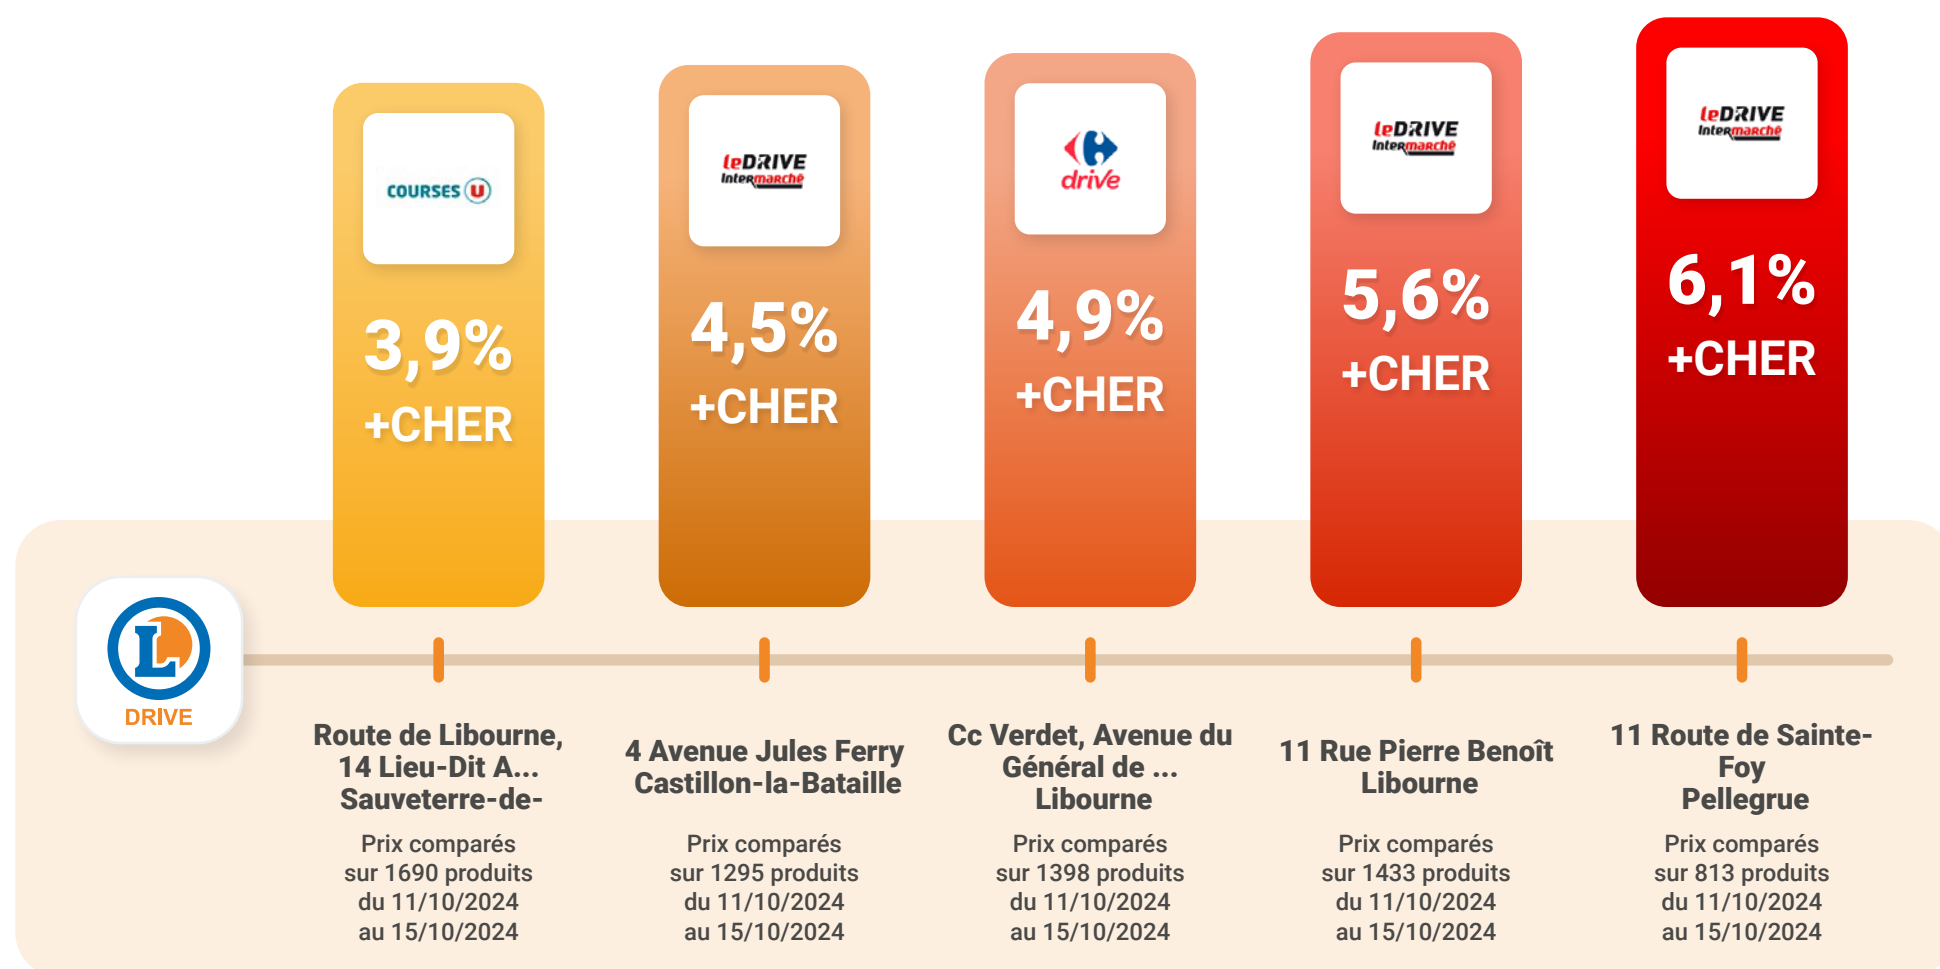 COURSES U
3,9%
+CHER
leDRIVE
Intermarché
4,5%
+CHER
drive
4,9%
+CHER
leDRIVE
Intermarché
5,6%
+CHER
leDRIVE
Intermarché
6,1%
+CHER
L
DRIVE
Route de Libourne,
14 Lieu-Dit A...
Sauveterre-de-
Prix comparés
sur 1690 produits
du 11/10/2024
au 15/10/2024
4 Avenue Jules Ferry
Castillon-la-Bataille
Prix comparés
sur 1295 produits
du 11/10/2024
au 15/10/2024
Cc Verdet, Avenue du
Général de ...
Libourne
Prix comparés
sur 1398 produits
du 11/10/2024
au 15/10/2024
11 Rue Pierre Benoît
Libourne
Prix comparés
sur 1433 produits
du 11/10/2024
au 15/10/2024
11 Route de Sainte-
Foy
Pellegrue
Prix comparés
sur 813 produits
du 11/10/2024
au 15/10/2024